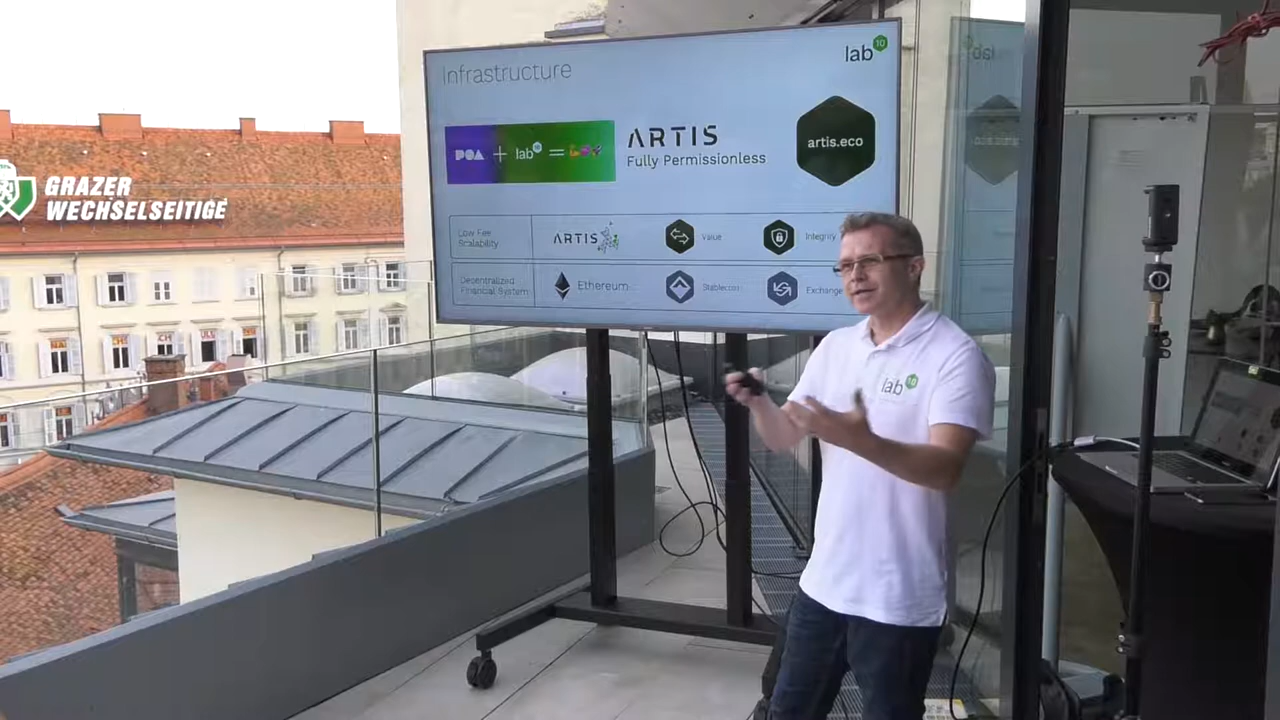 Infrastructure
lab10
POA + lab10 =
ARTIS
Fully Permissionless
artis.eco
Low Fee
Scalability
ARTIS
Value
Integrity
Decentralized
Financial System
Ethereum
Exchange
GRAZER
WECHSELSEITIGE
lab10